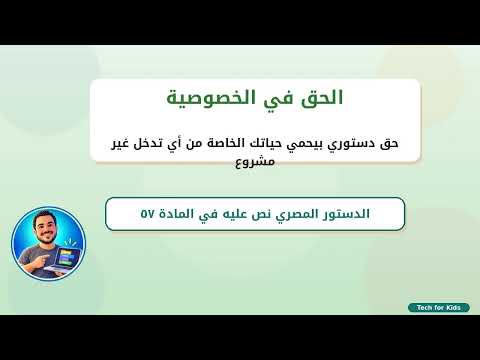 الحق في الخصوصية
حق دستوري بيحمي حياتك الخاصة من أي تدخل غير
مشروع
الدستور المصري نص عليه في المادة ٥٧
Tech for Kids